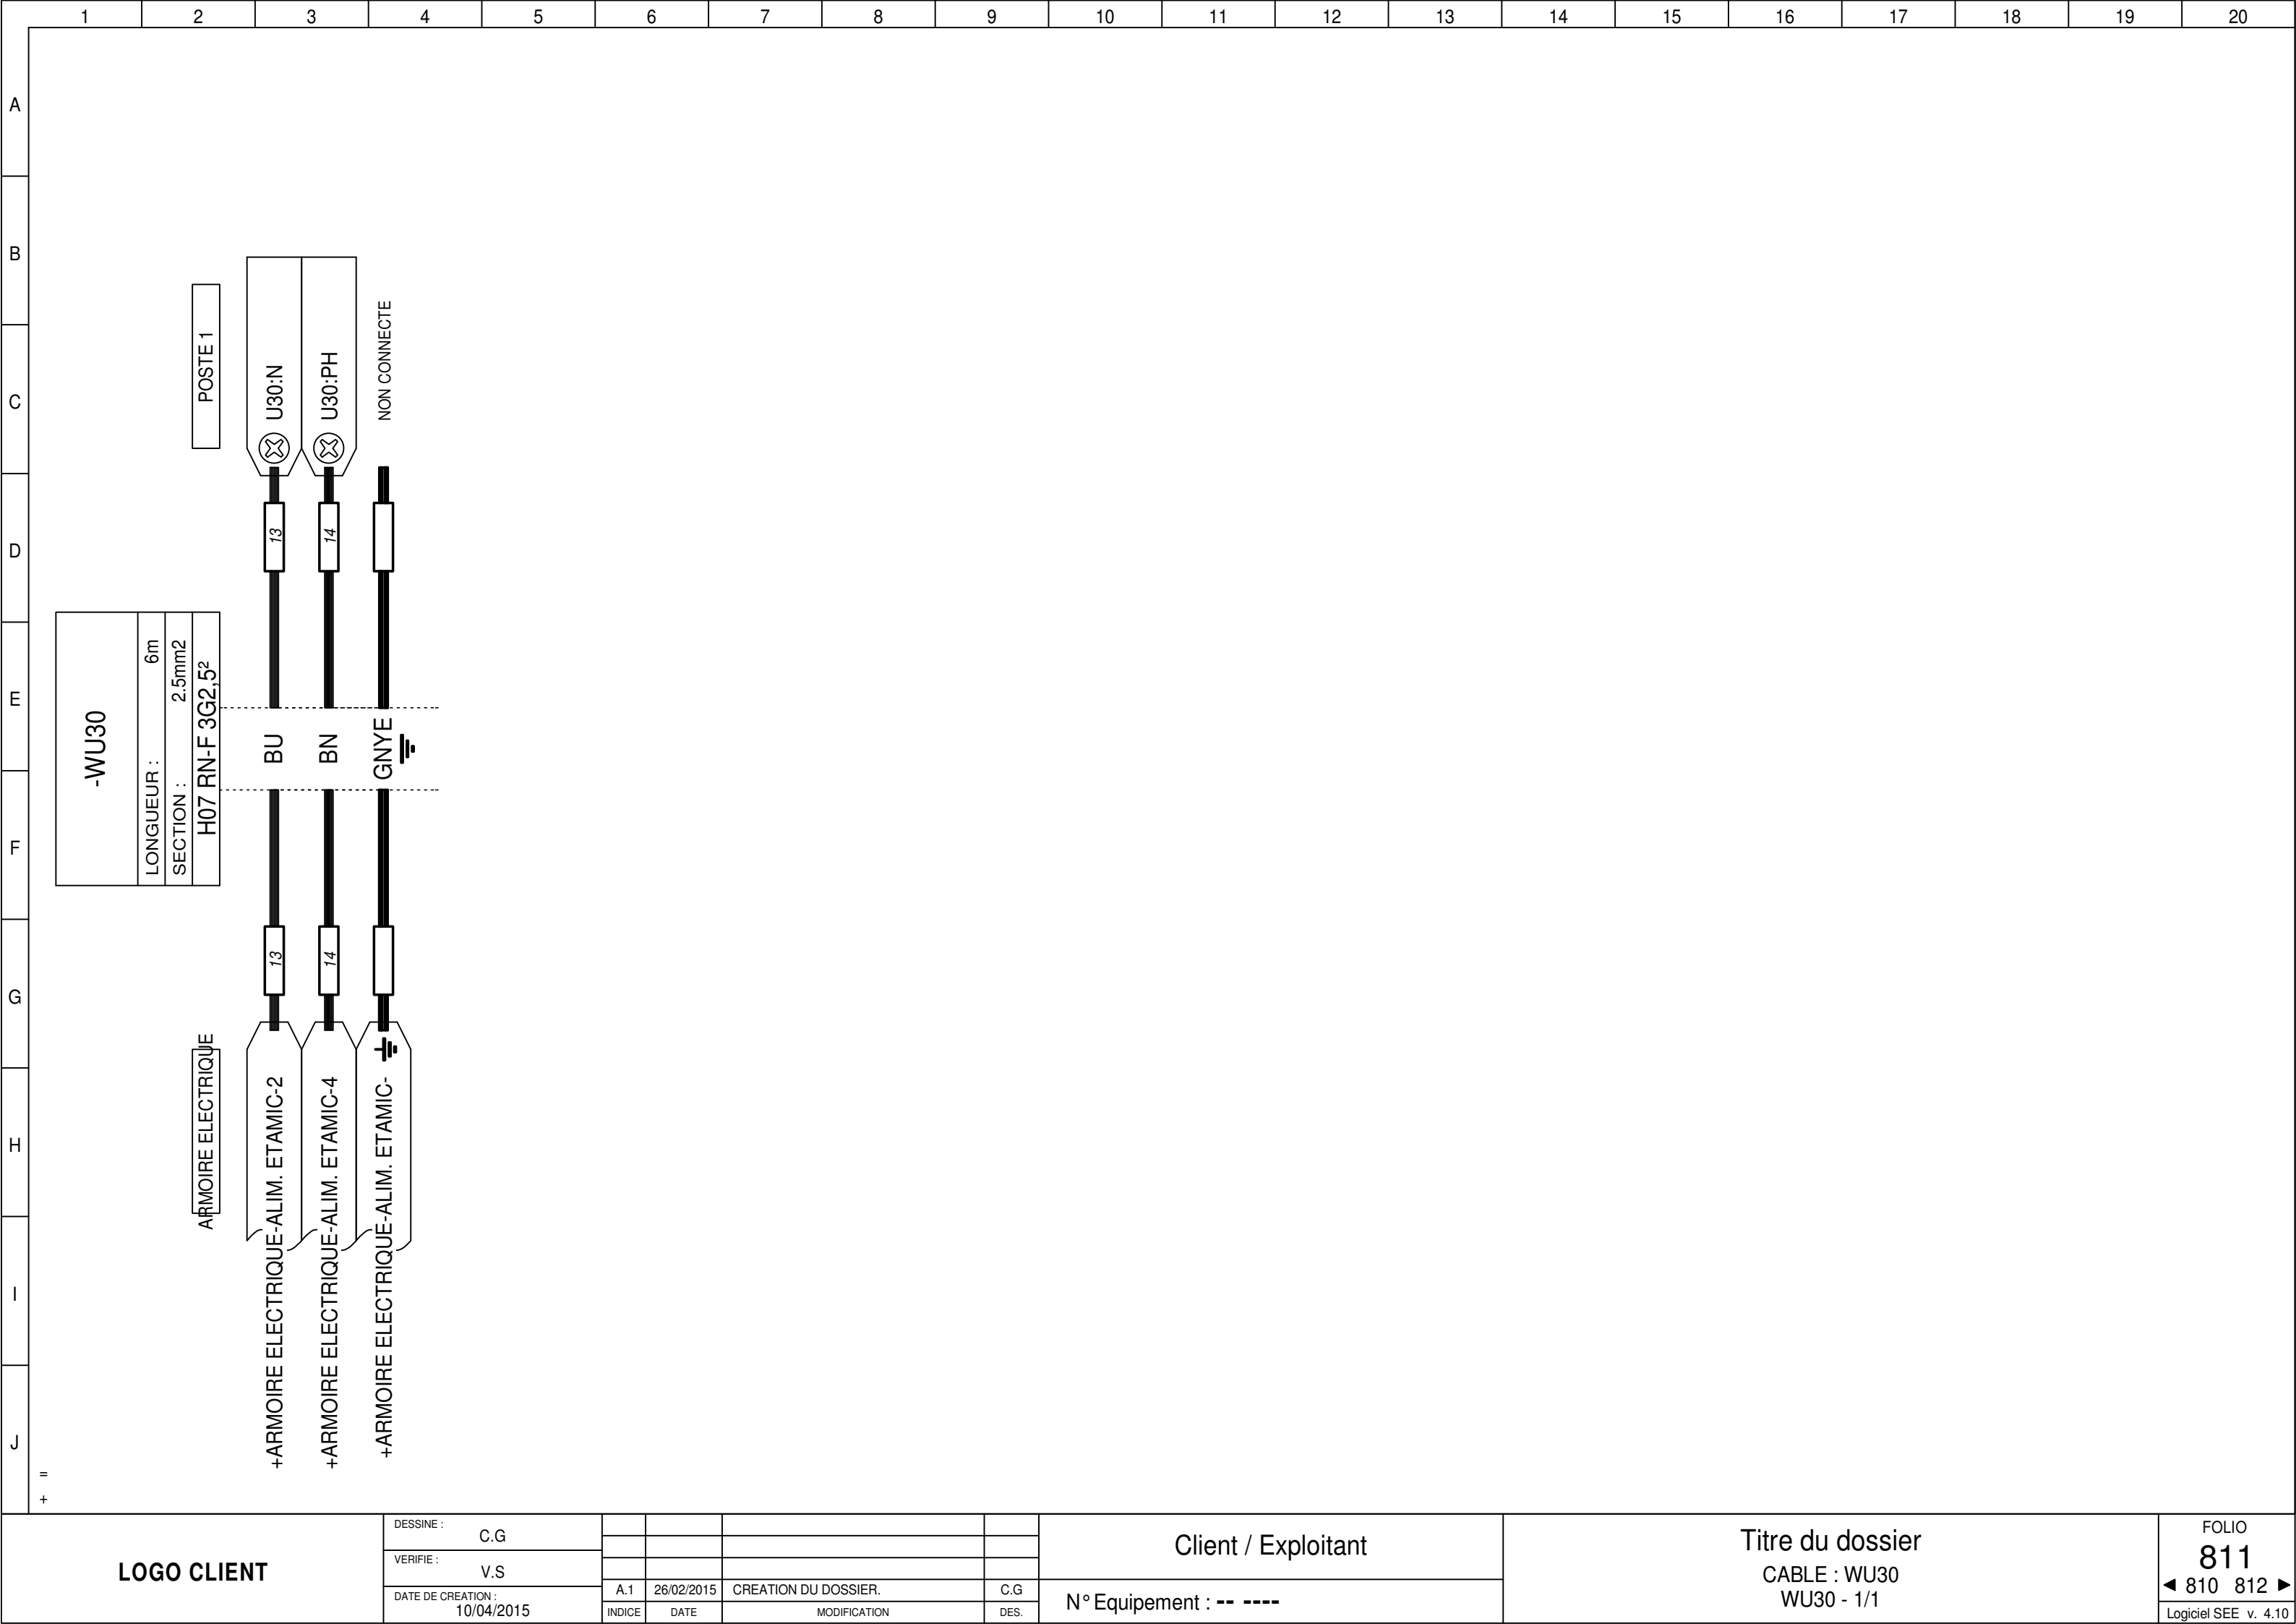 1 2 3 4 5 6 7 8 9 10 11 12 13 14 15 16 17 18 19 20
A
B
C
D
E
F
G
H
I
J
-WU30
LONGUEUR : 6m
SECTION : 2.5mm2
H07 RN-F 3G2,5²
POSTE 1
ARMOIRE ELECTRIQUE
U30:N
13
BU
13
+ARMOIRE ELECTRIQUE-ALIM. ETAMIC-2
U30:PH
14
BN
14
+ARMOIRE ELECTRIQUE-ALIM. ETAMIC-4
NON CONNECTE
GNYE
+ARMOIRE ELECTRIQUE-ALIM. ETAMIC-
=
+
LOGO CLIENT
DESSINE :
C.G
VERIFIE :
V.S
DATE DE CREATION :
10/04/2015
A.1 26/02/2015 CREATION DU DOSSIER. C.G
INDICE DATE MODIFICATION DES.
Client / Exploitant
N° Equipement : -- ----
Titre du dossier
CABLE : WU30
WU30 - 1/1
FOLIO
811
◄ 810 812 ►
Logiciel SEE v. 4.10